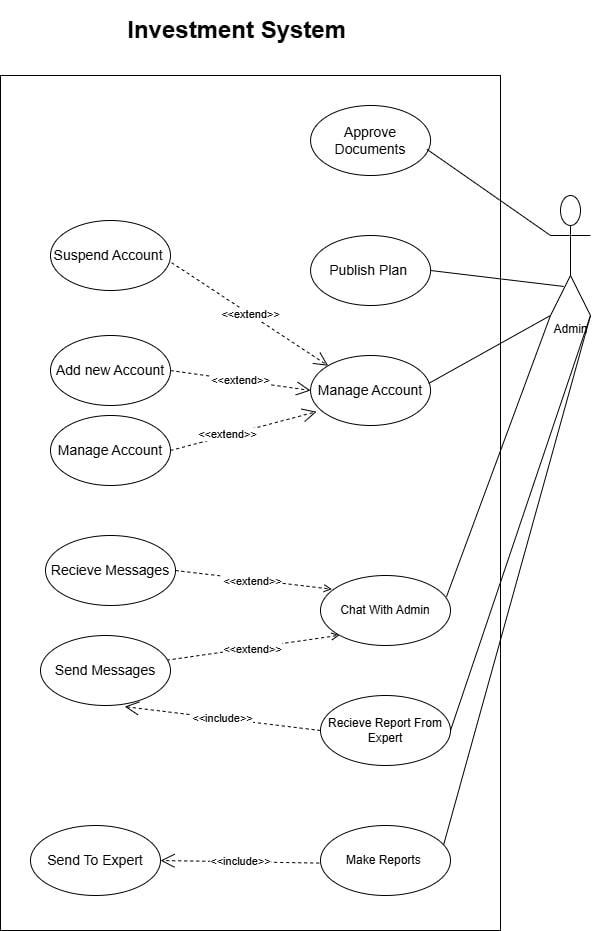 Investment System
Approve
Documents
Suspend Account
Publish Plan
<<extend>>
Admin
Add new Account
<<extend>>
Manage Account
<<extend>>
Manage Account
Recieve Messages
<<extend>>
Chat With Admin
<<extend>>
Send Messages
<<include>>
Recieve Report From
Expert
Send To Expert
<<include>>
Make Reports